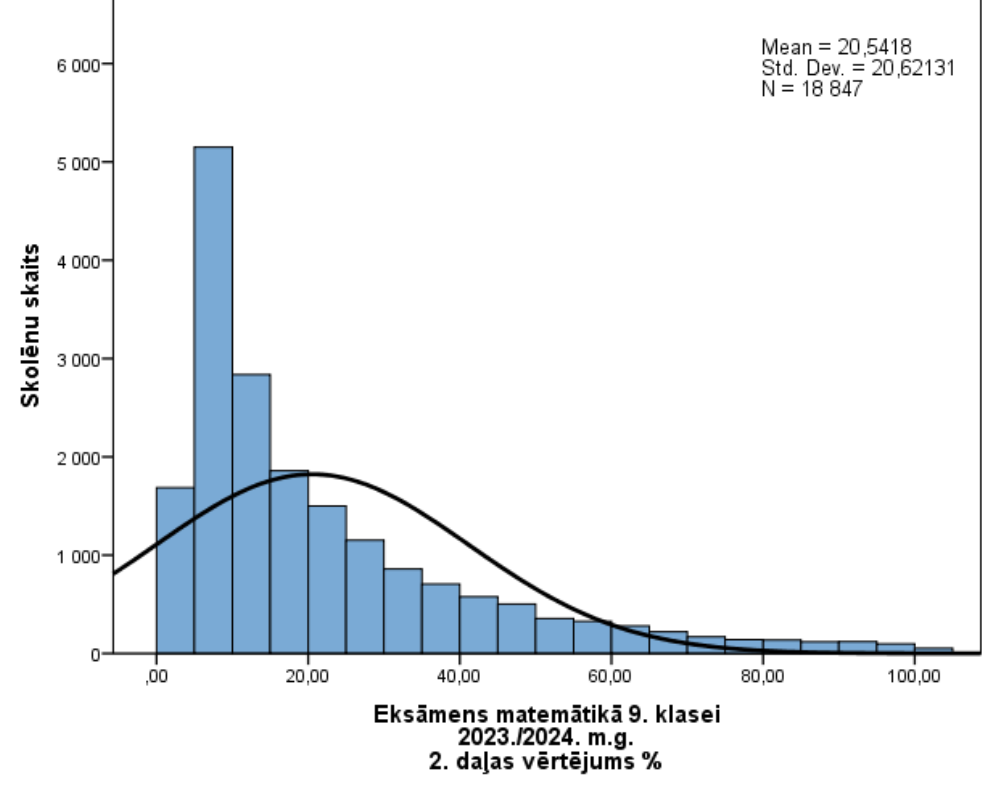 Mean = 20,5418
Std. Dev. = 20,62131
N = 18 847
Skolēnu skaits
6 000
5 000
4 000
3 000
2 000
1 000
0
,00
20,00
40,00
60,00
80,00
100,00
Eksāmens matemātikā 9. klasei
2023./2024. m.g.
2. daļas vērtējums %